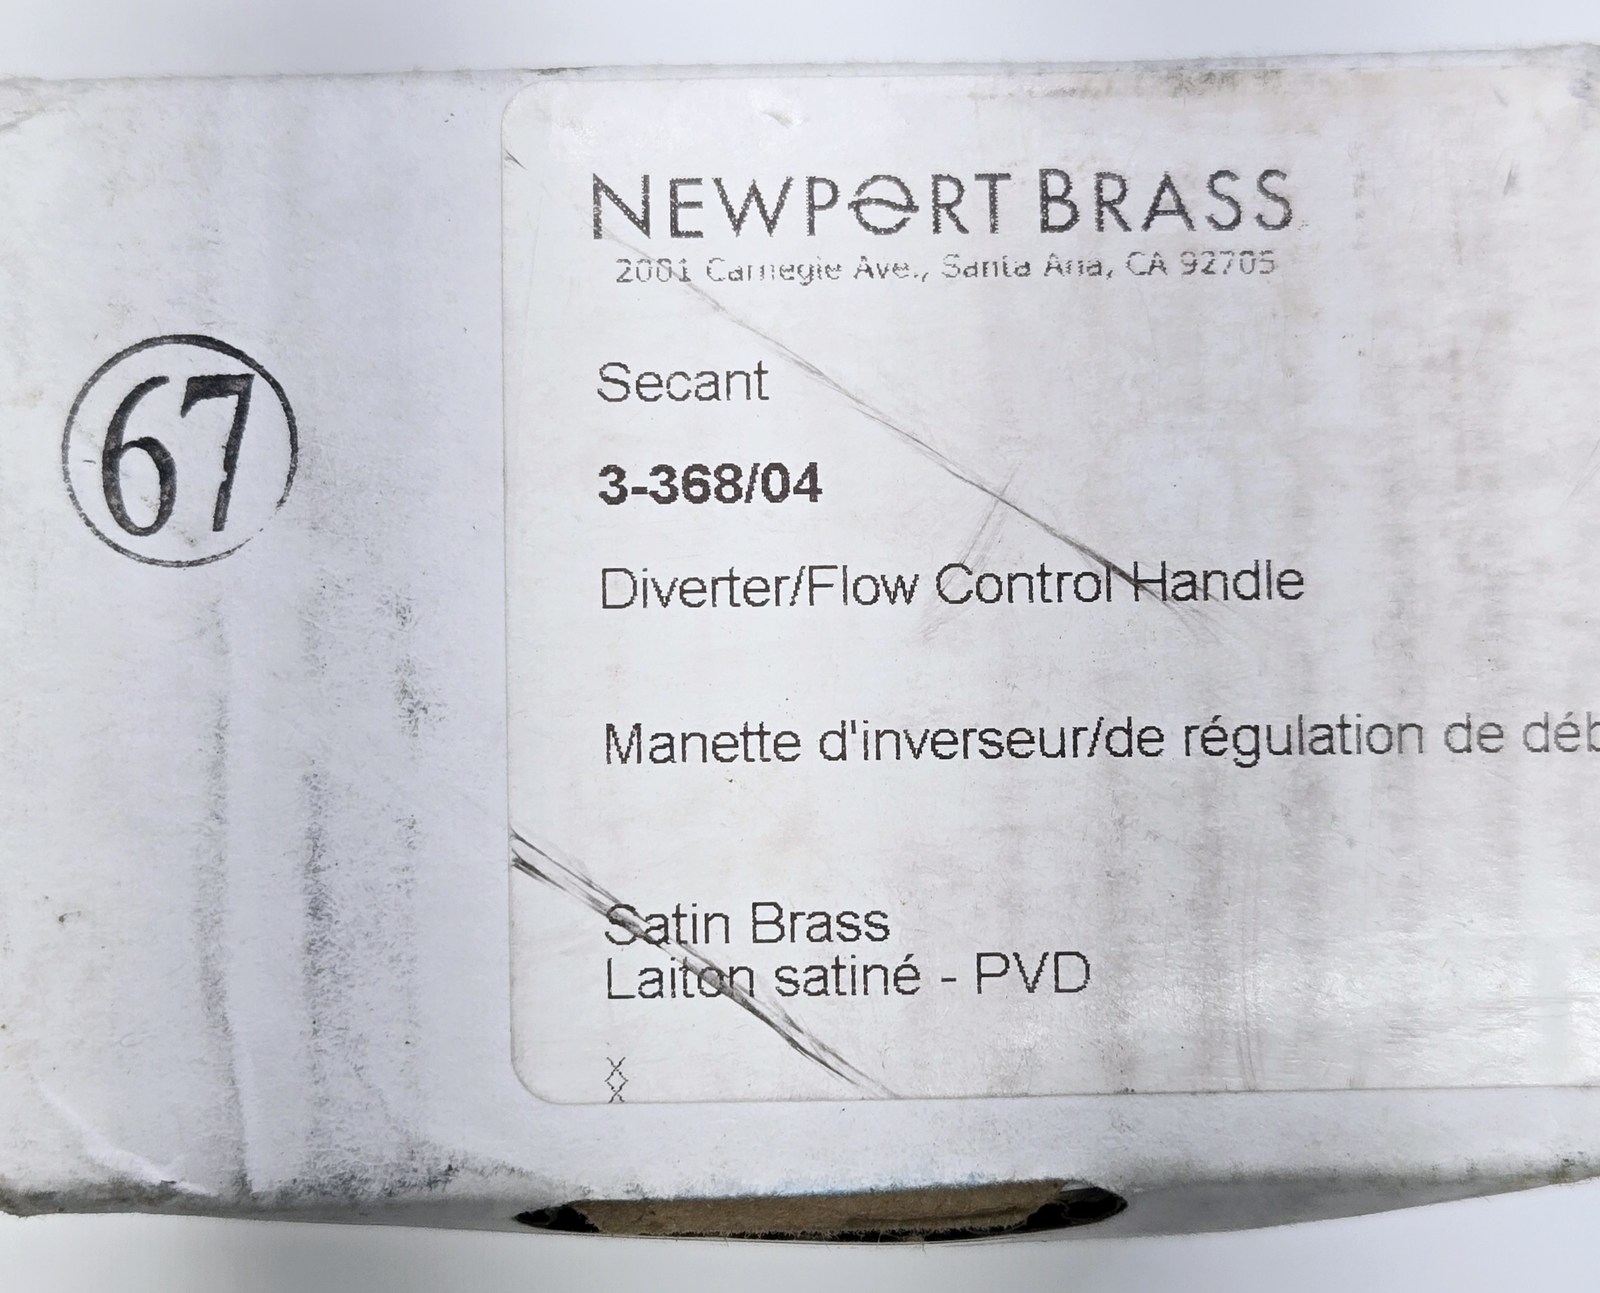 NEWPORT BRASS
2001 Carnegie Ave., Santa Ana, CA 92705
67
Secant
3-368/04
Diverter/Flow Control Handle
Manette d'inverseur/de régulation de déb
Satin Brass
Laiton satiné - PVD